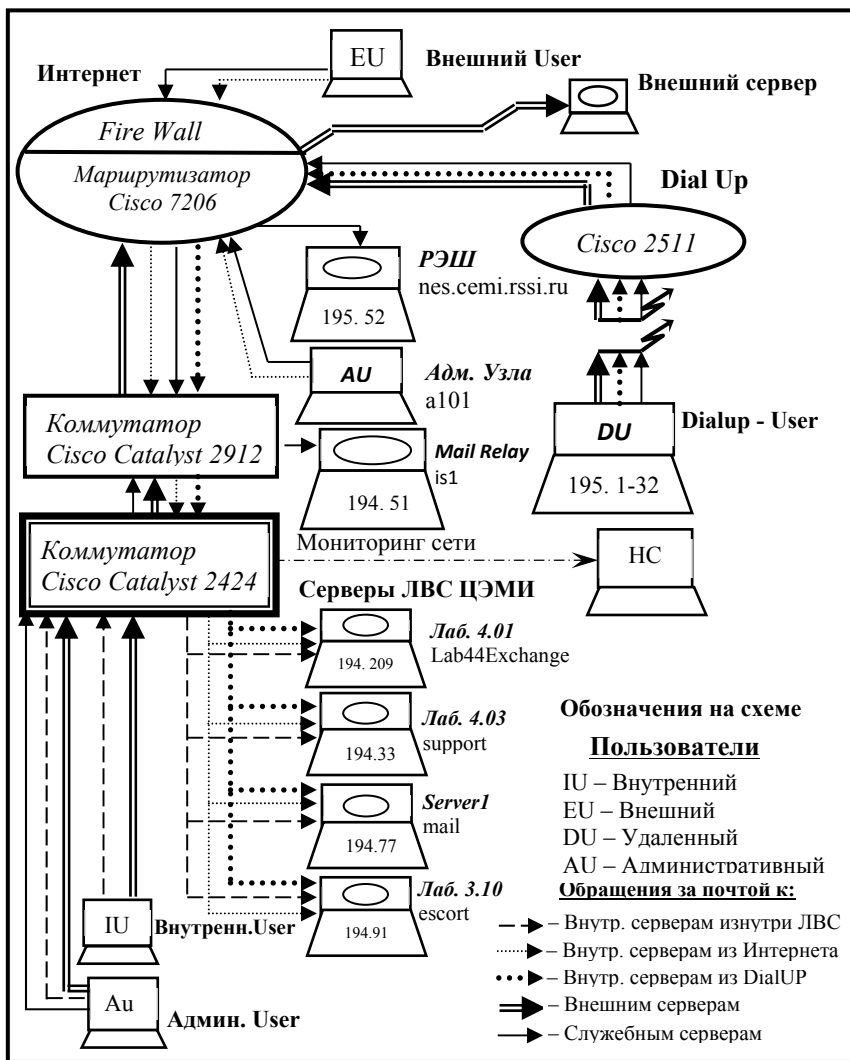 EU
Внешний User
Интернет
Внешний сервер
Fire Wall
Маршрутизатор
Cisco 7206
Dial Up
Cisco 2511
РЭШ
nes.cemi.rssi.ru
195. 52
AU
Адм. Узла
a101
Коммутатор
Cisco Catalyst 2912
Mail Relay
is1
194. 51
DU
Dialup - User
195. 1-32
Мониторинг сети
Коммутатор
Cisco Catalyst 2424
НС
Серверы ЛВС ЦЭМИ
Лаб. 4.01
Lab44Exchange
194. 209
Лаб. 4.03
support
194.33
Server1
mail
194.77
Лаб. 3.10
escort
194.91
IU
Внутренн.User
Au
Админ. User
Обозначения на схеме
Пользователи
IU – Внутренний
EU – Внешний
DU – Удаленный
AU – Административный
Обращения за почтой к:
– Внутр. серверам изнутри ЛВС
– Внутр. серверам из Интернета
– Внутр. серверам из DialUP
– Внешним серверам
– Служебным серверам